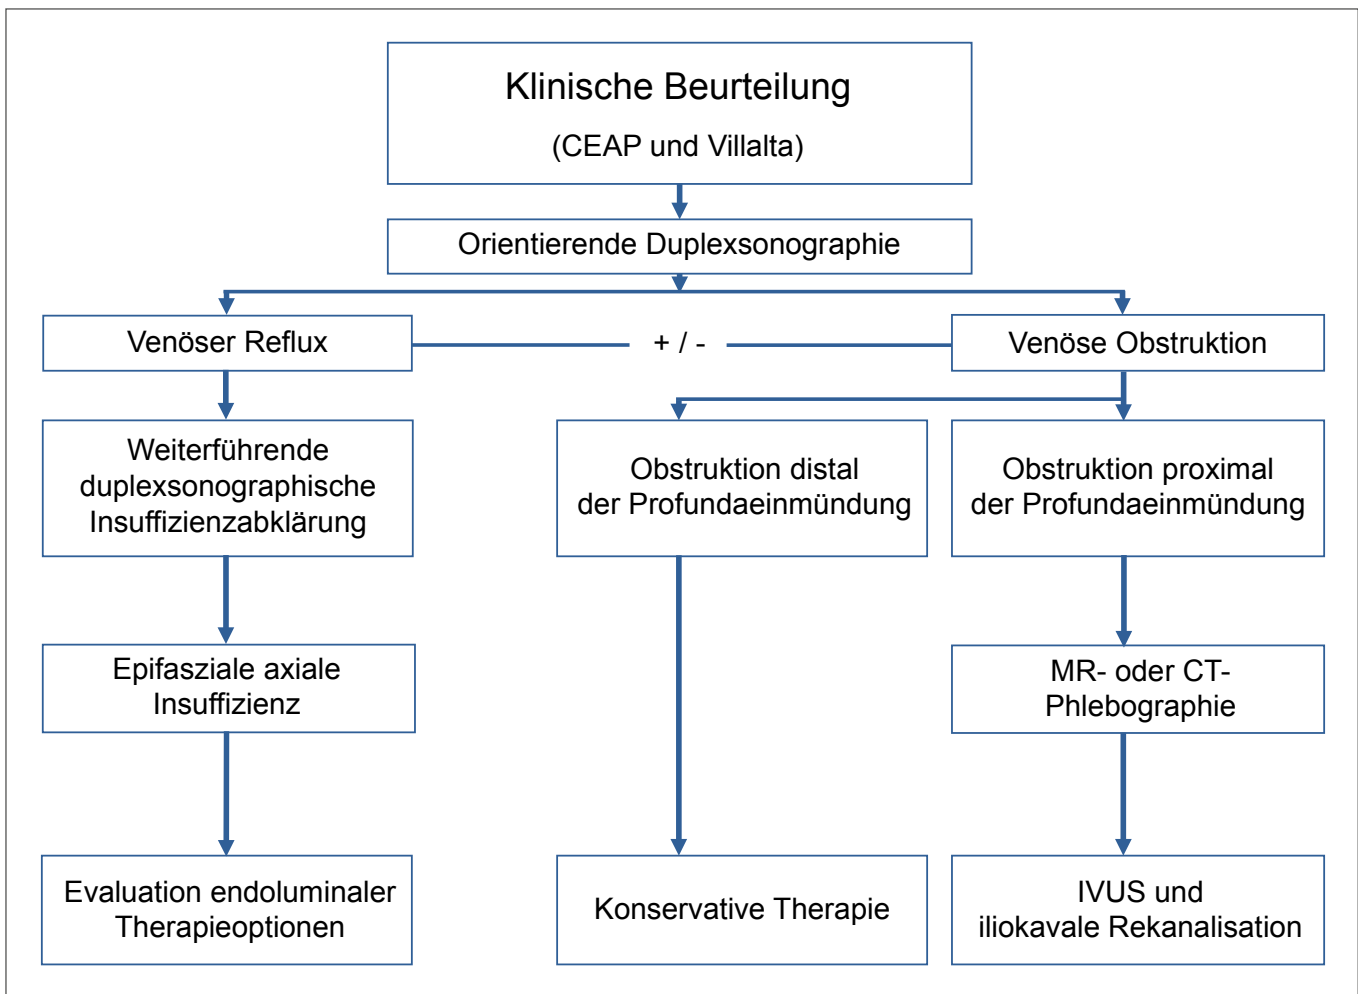 Klinische Beurteilung
(CEAP und Villalta)
Orientierende Duplexsonographie
Venöser Reflux
+ / -
Venöse Obstruktion
Weiterführende
duplexsonographische
Insuffizienzabklärung
Obstruktion distal
der Profundaeinmündung
Obstruktion proximal
der Profundaeinmündung
Epifasziale axiale
Insuffizienz
MR- oder CT-
Phlebographie
Evaluation endoluminaler
Therapieoptionen
Konservative Therapie
IVUS und
iliokavale Rekanalisation